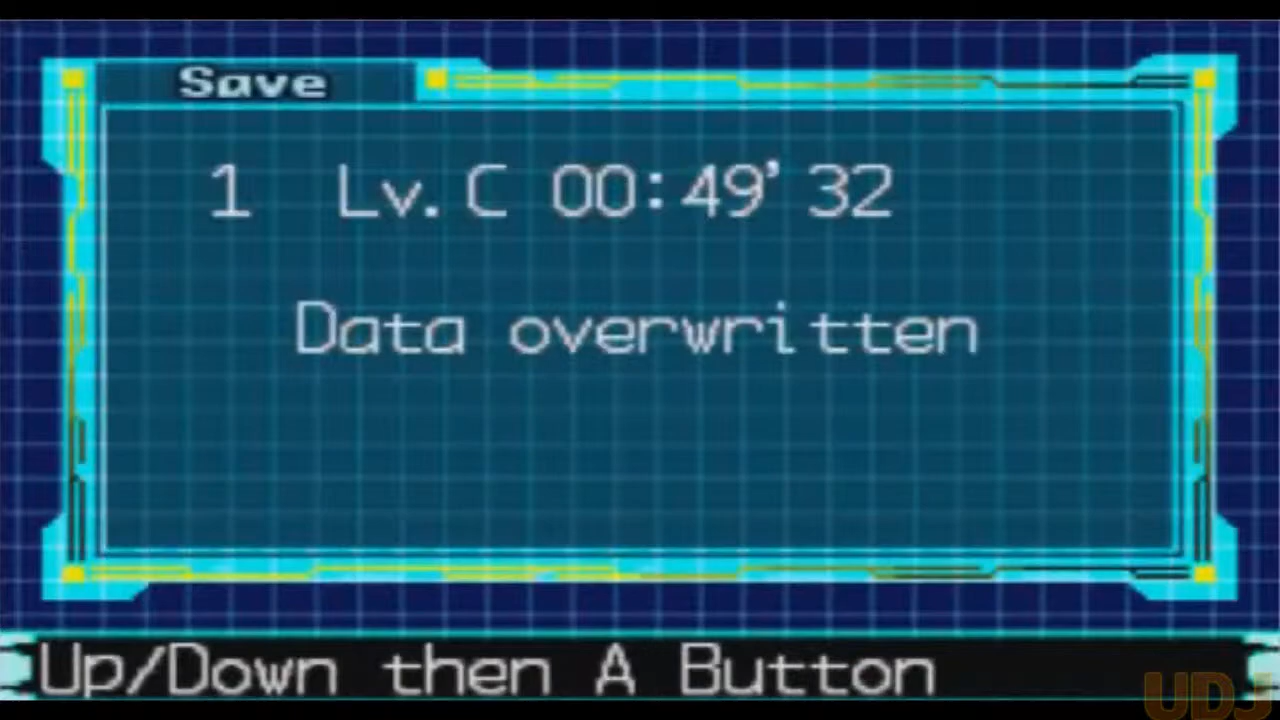 Save
1 Lv. C 00:49' 32
Data overwritten
Up/Down then A Button
UDJ